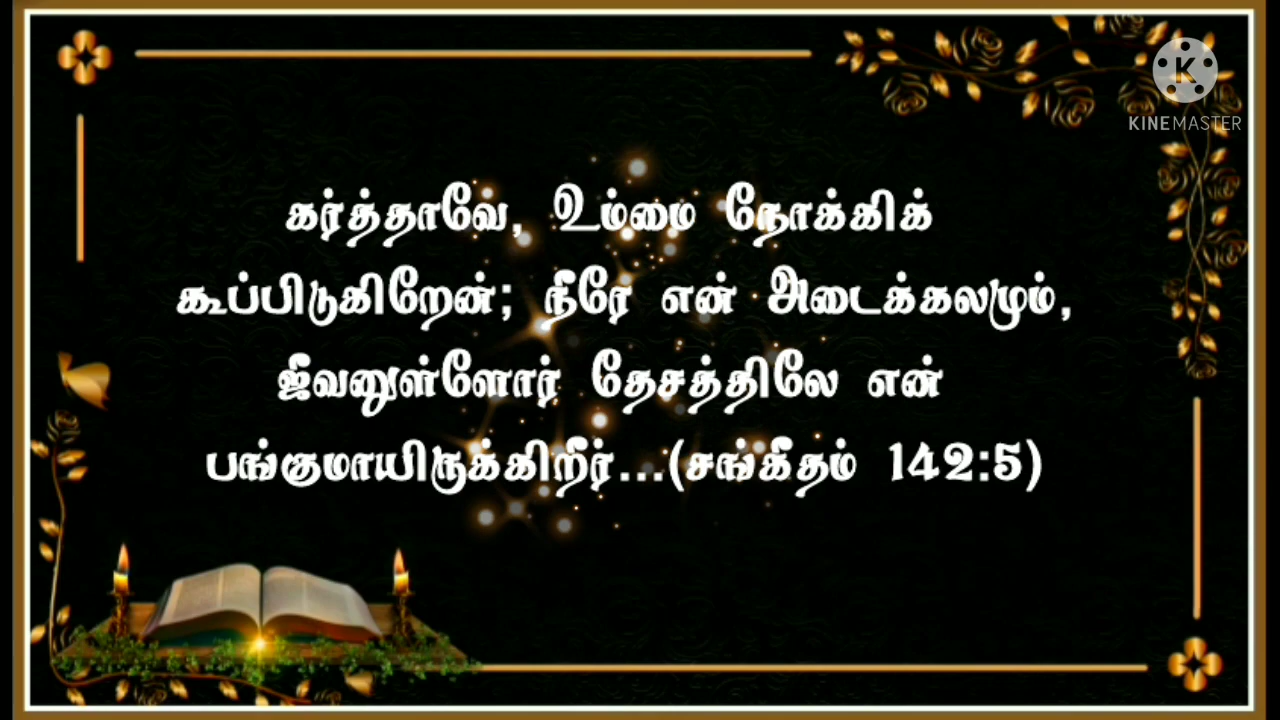 KINEMASTER
கர்த்தாவே, உம்மை நோக்கிக்
கூப்பிடுகிறேன்; நீரே என் அடைக்கலமும்,
ஜீவனுள்ளோர் தேசத்திலே என்
பங்குமாயிருக்கிறீர்...(சங்கீதம் 142:5)